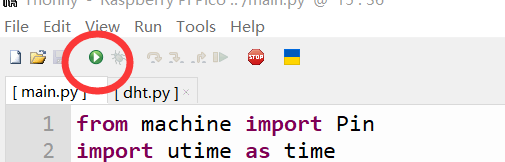 Thonny - Raspberry Pi Pico :: /main.py @ 15 : 36
File Edit View Run Tools Help
STOP
[ main.py ] [ dht.py ] ×
1 from machine import Pin
2 import utime as time